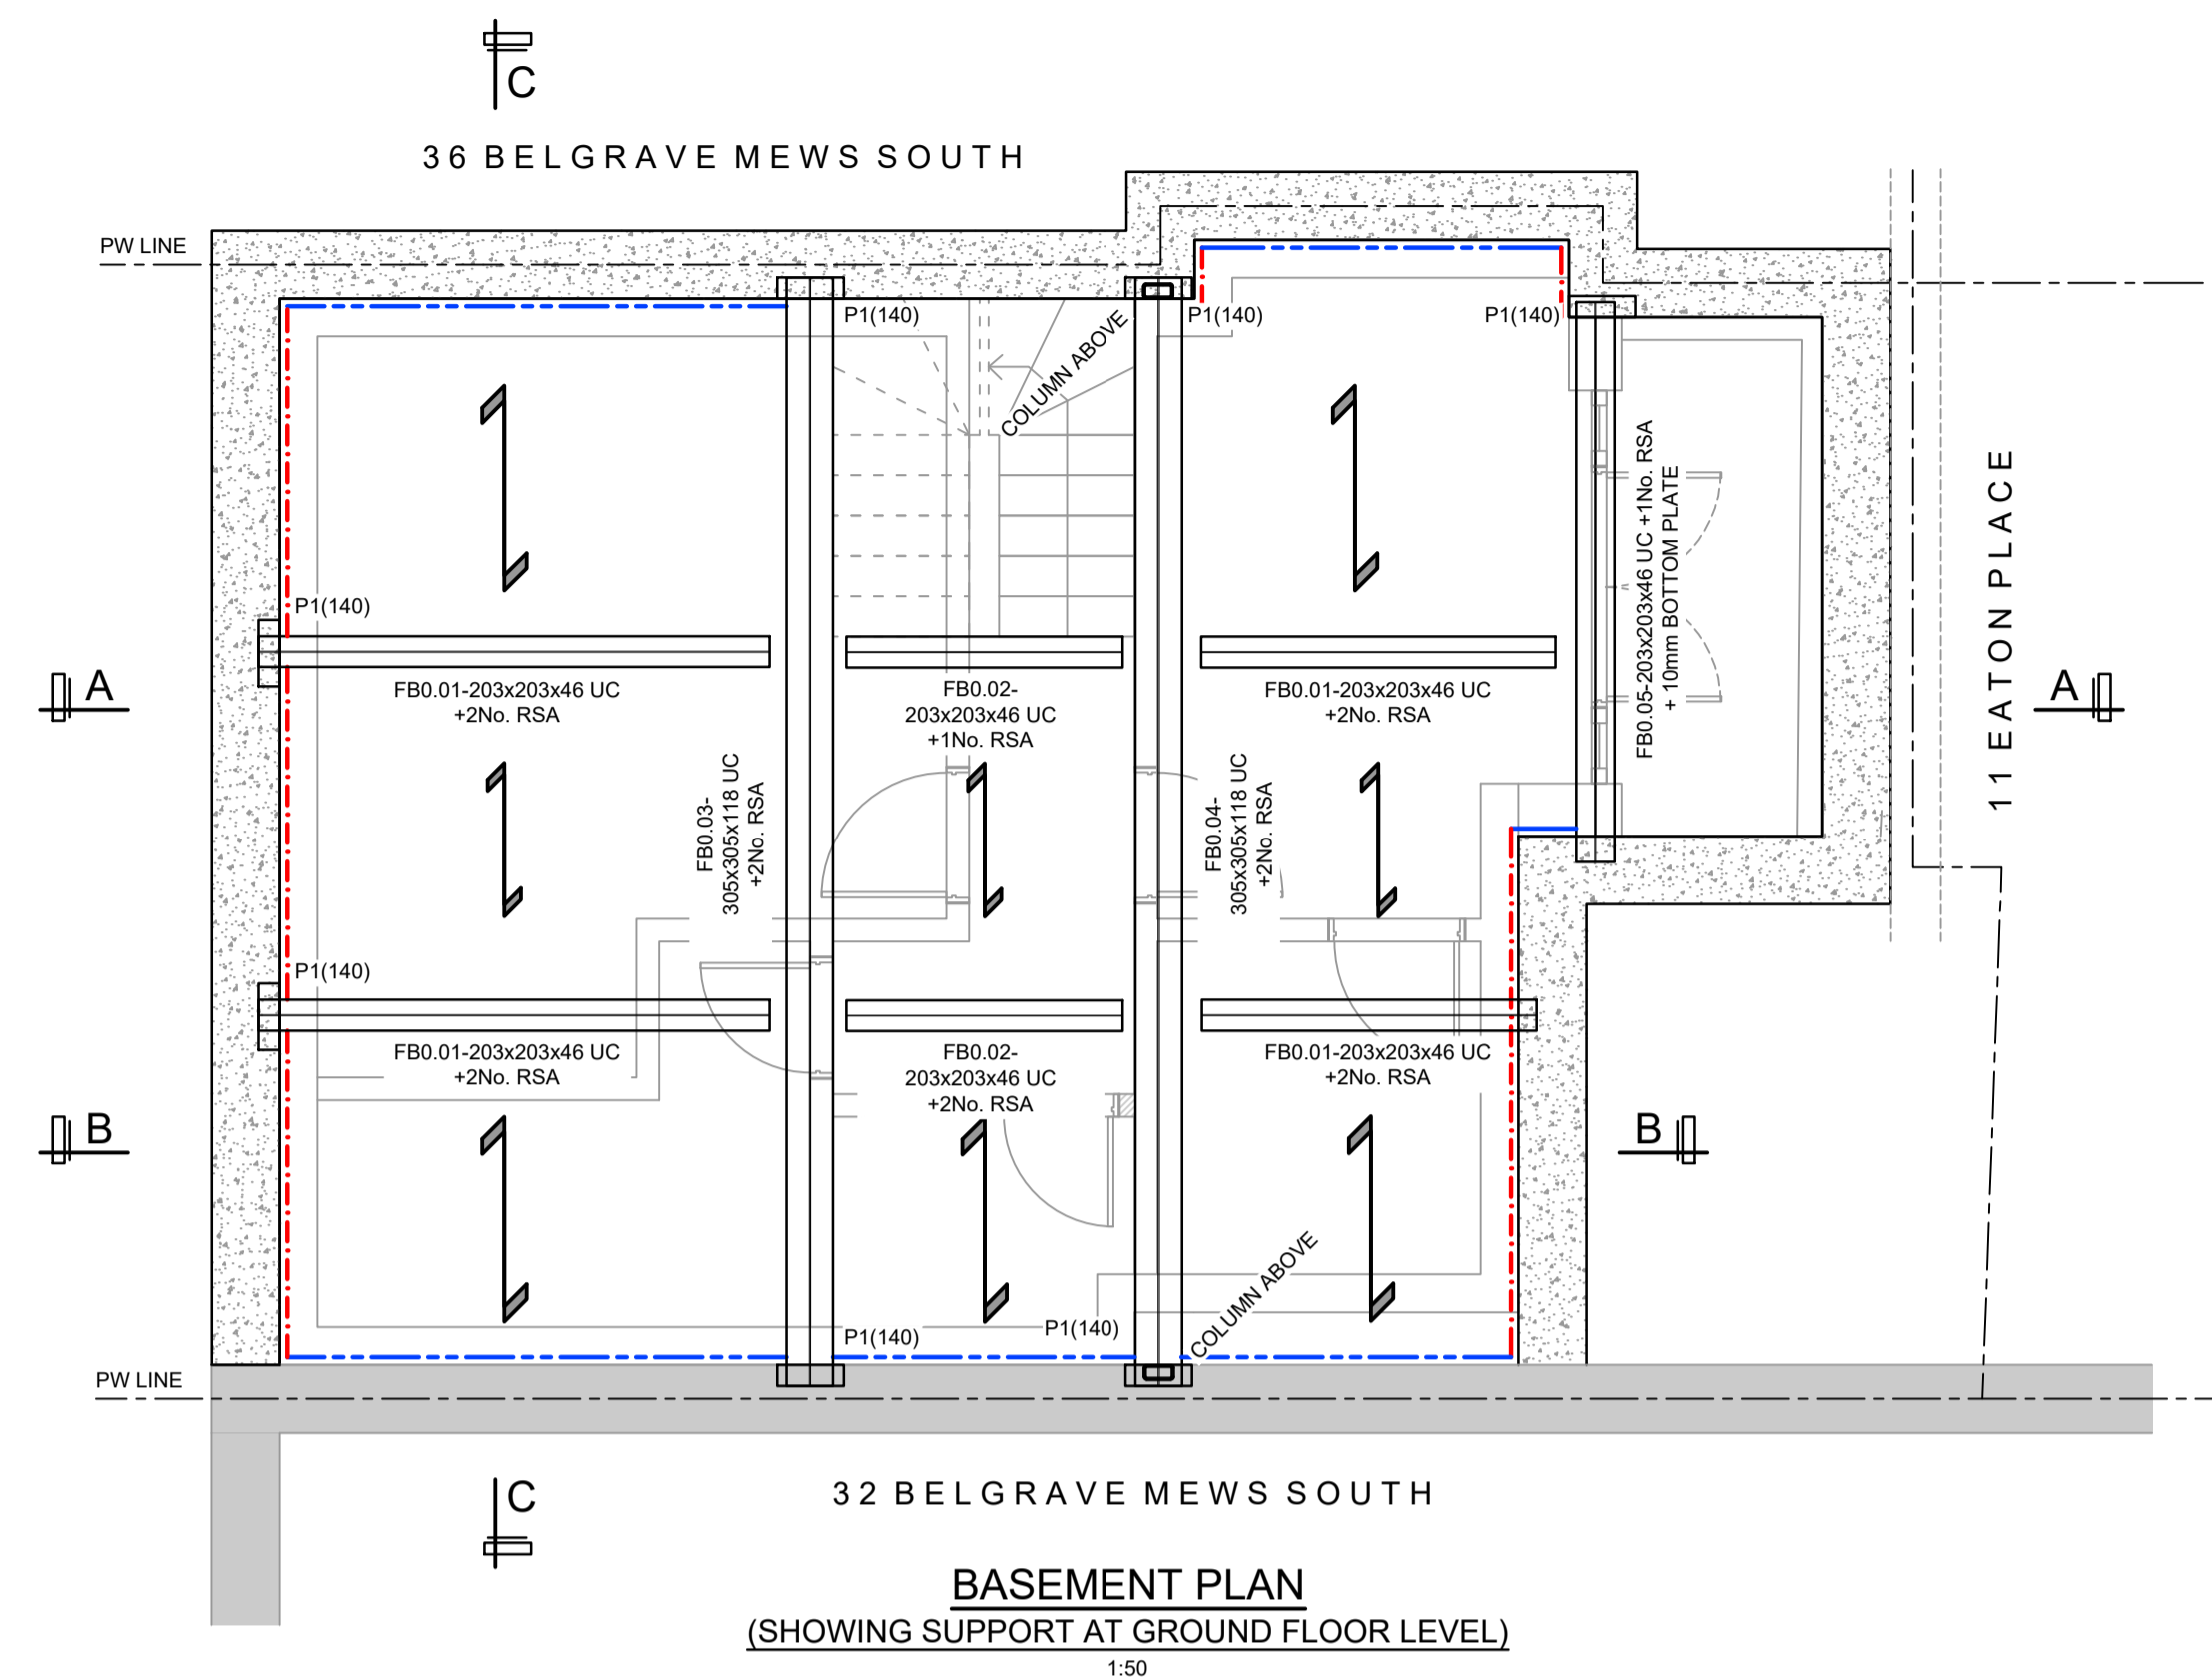 C
36 BELGRAVE MEWS SOUTH
PW LINE
P1(140)
P1(140)
P1(140)
COLUMN ABOVE
FB0.05-203x203x46 UC +1No. RSA
+ 10mm BOTTOM PLATE
11 EATON PLACE
P1(140)
A
A
FB0.01-203x203x46 UC
+2No. RSA
FB0.02-
203x203x46 UC
+1No. RSA
FB0.01-203x203x46 UC
+2No. RSA
FB0.03-
305x305x118 UC
+2No. RSA
FB0.04-
305x305x118 UC
+2No. RSA
P1(140)
FB0.01-203x203x46 UC
+2No. RSA
FB0.02-
203x203x46 UC
+2No. RSA
FB0.01-203x203x46 UC
+2No. RSA
B
B
COLUMN ABOVE
P1(140)
P1(140)
PW LINE
C
32 BELGRAVE MEWS SOUTH
BASEMENT PLAN
(SHOWING SUPPORT AT GROUND FLOOR LEVEL)
1:50